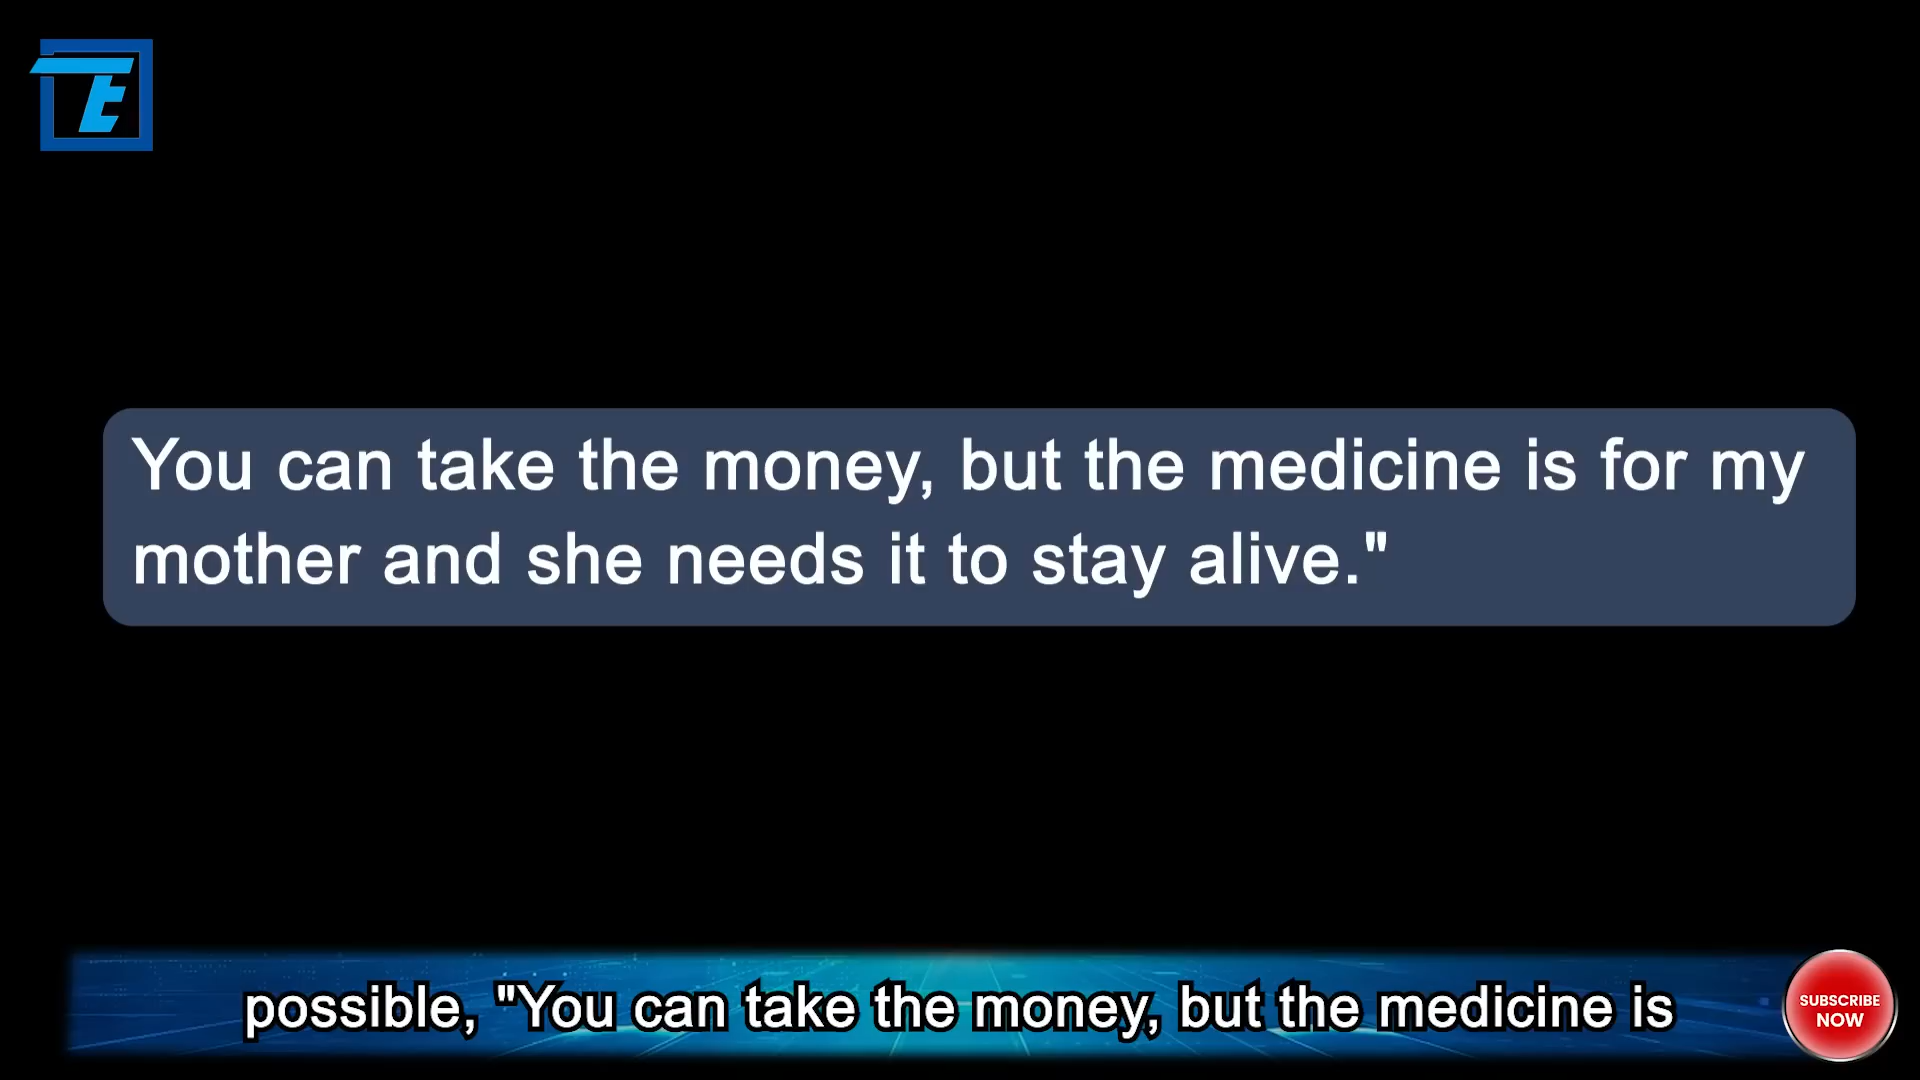 TE
You can take the money, but the medicine is for my
mother and she needs it to stay alive."
possible, "You can take the money, but the medicine is
SUBSCRIBE
NOW